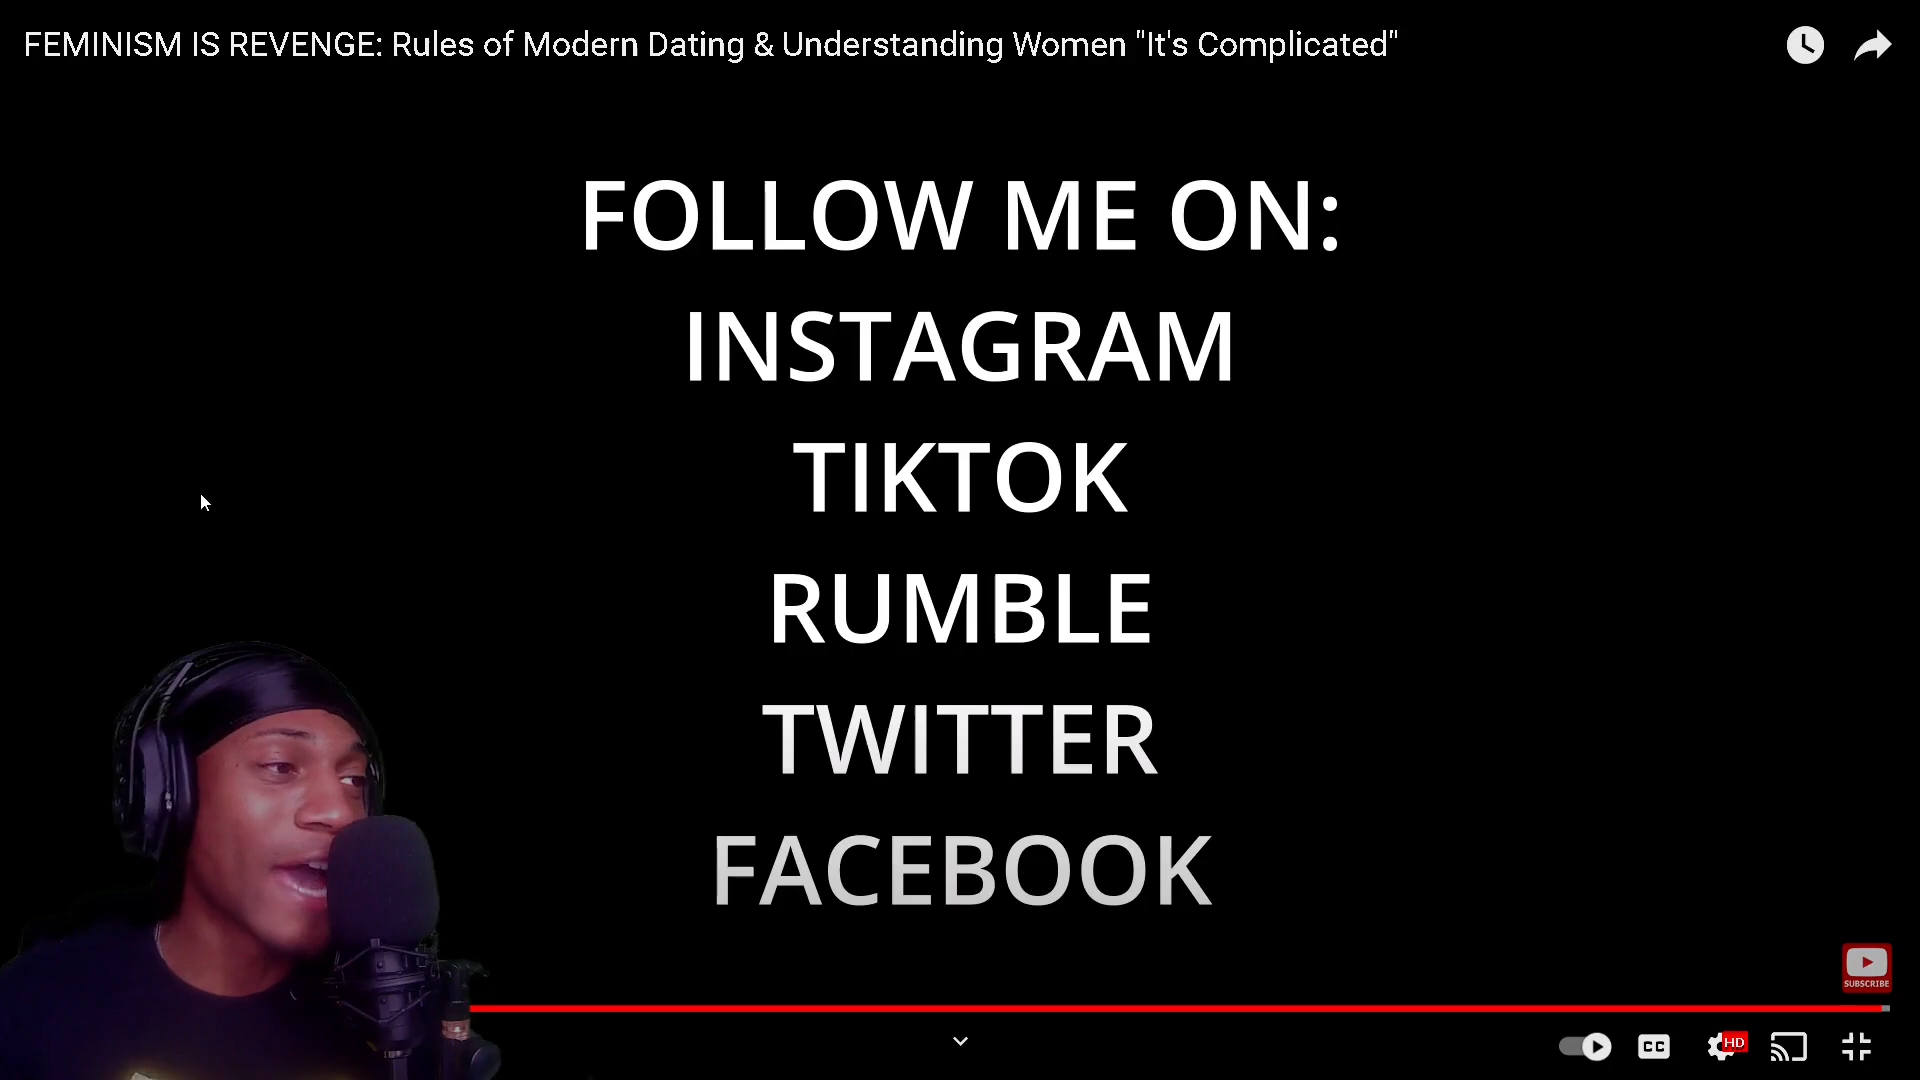 FEMINISM IS REVENGE: Rules of Modern Dating & Understanding Women "It's Complicated"
FOLLOW ME ON:
INSTAGRAM
TIKTOK
RUMBLE
TWITTER
FACEBOOK
SUBSCRIBE
CC
HD